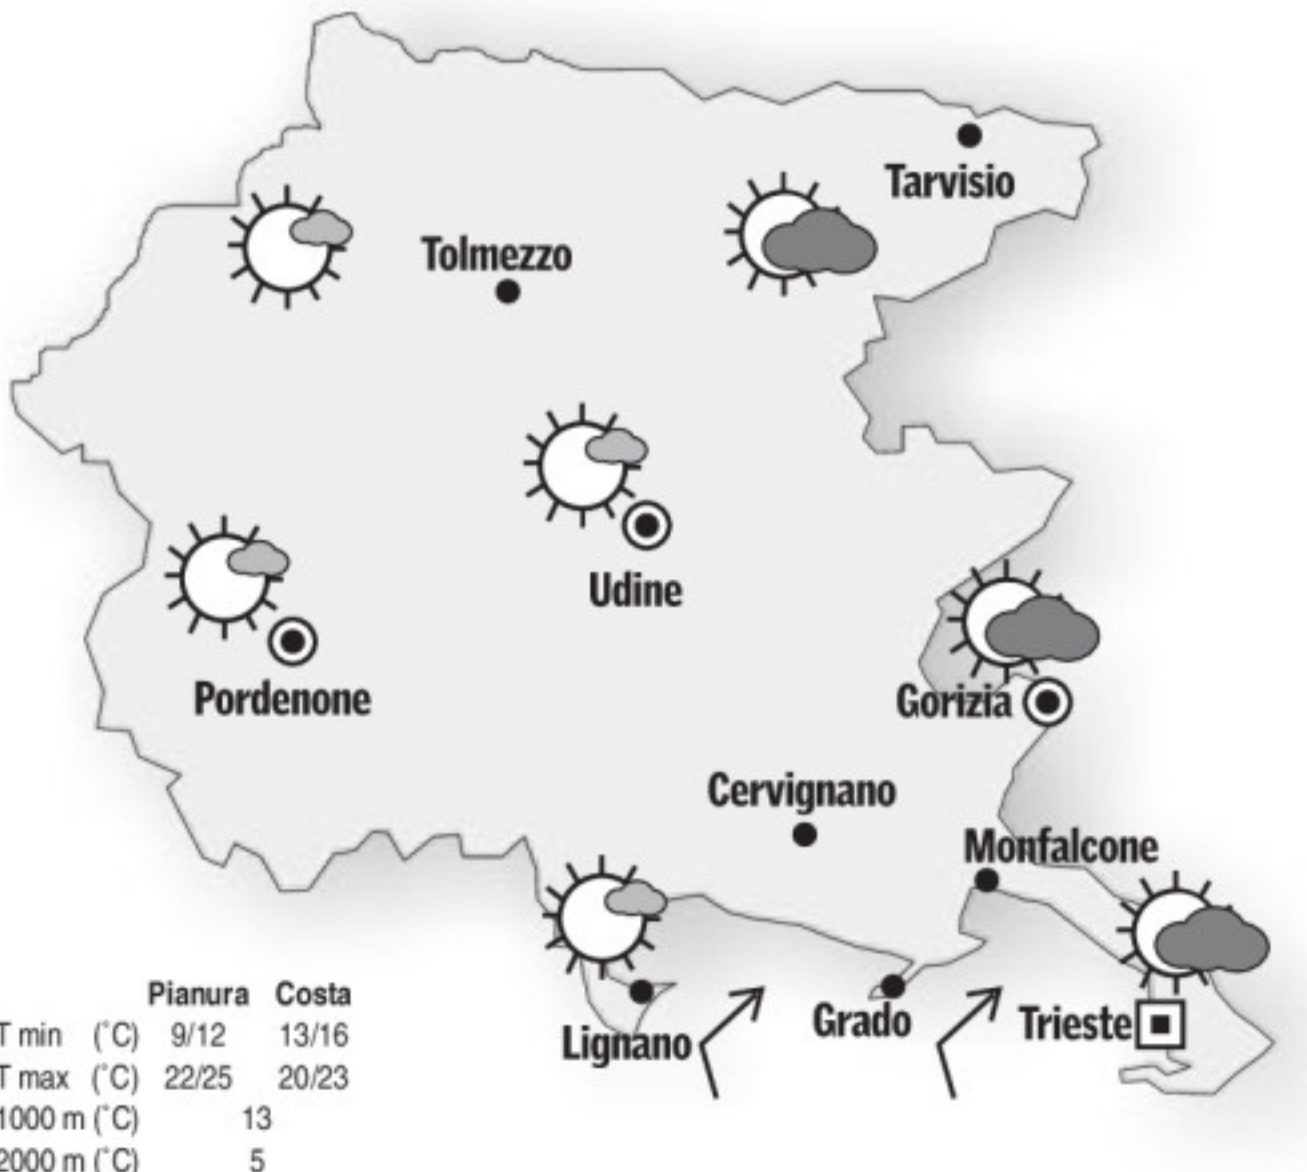 Tarvisio
Tolmezzo
Udine
Pordenone
Gorizia
Cervignano
Monfalcone
Lignano
Grado
Trieste
Pianura Costa
T min (°C) 9/12 13/16
T max (°C) 22/25 20/23
1000 m (°C) 13
2000 m (°C) 5